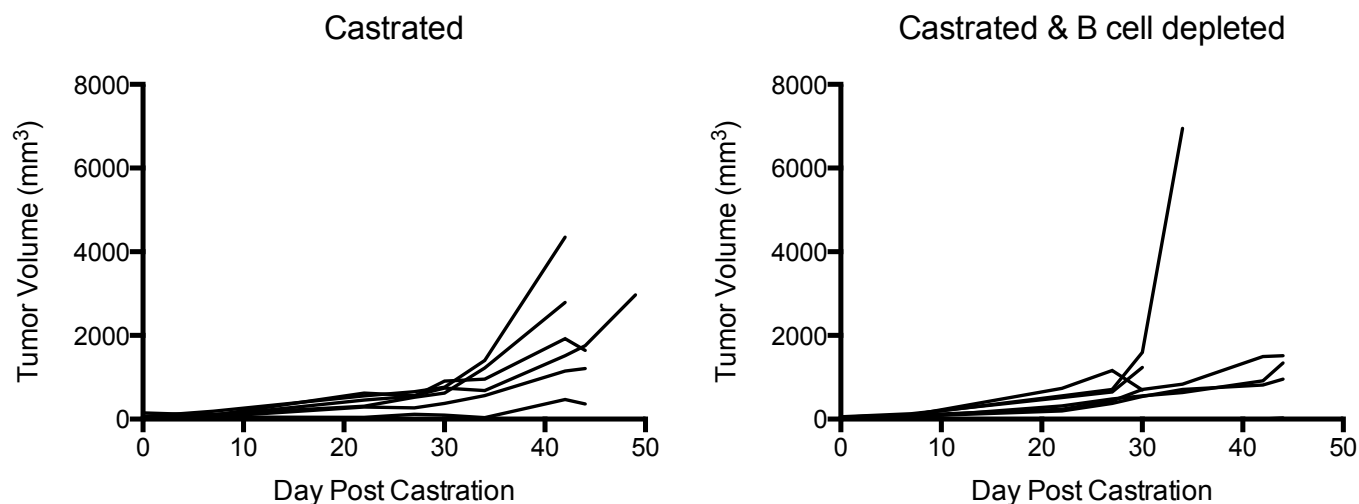 Castrated
Tumor Volume (mm³)
8000
6000
4000
2000
0
0 10 20 30 40 50
Day Post Castration
Castrated & B cell depleted
Tumor Volume (mm³)
8000
6000
4000
2000
0
0 10 20 30 40 50
Day Post Castration